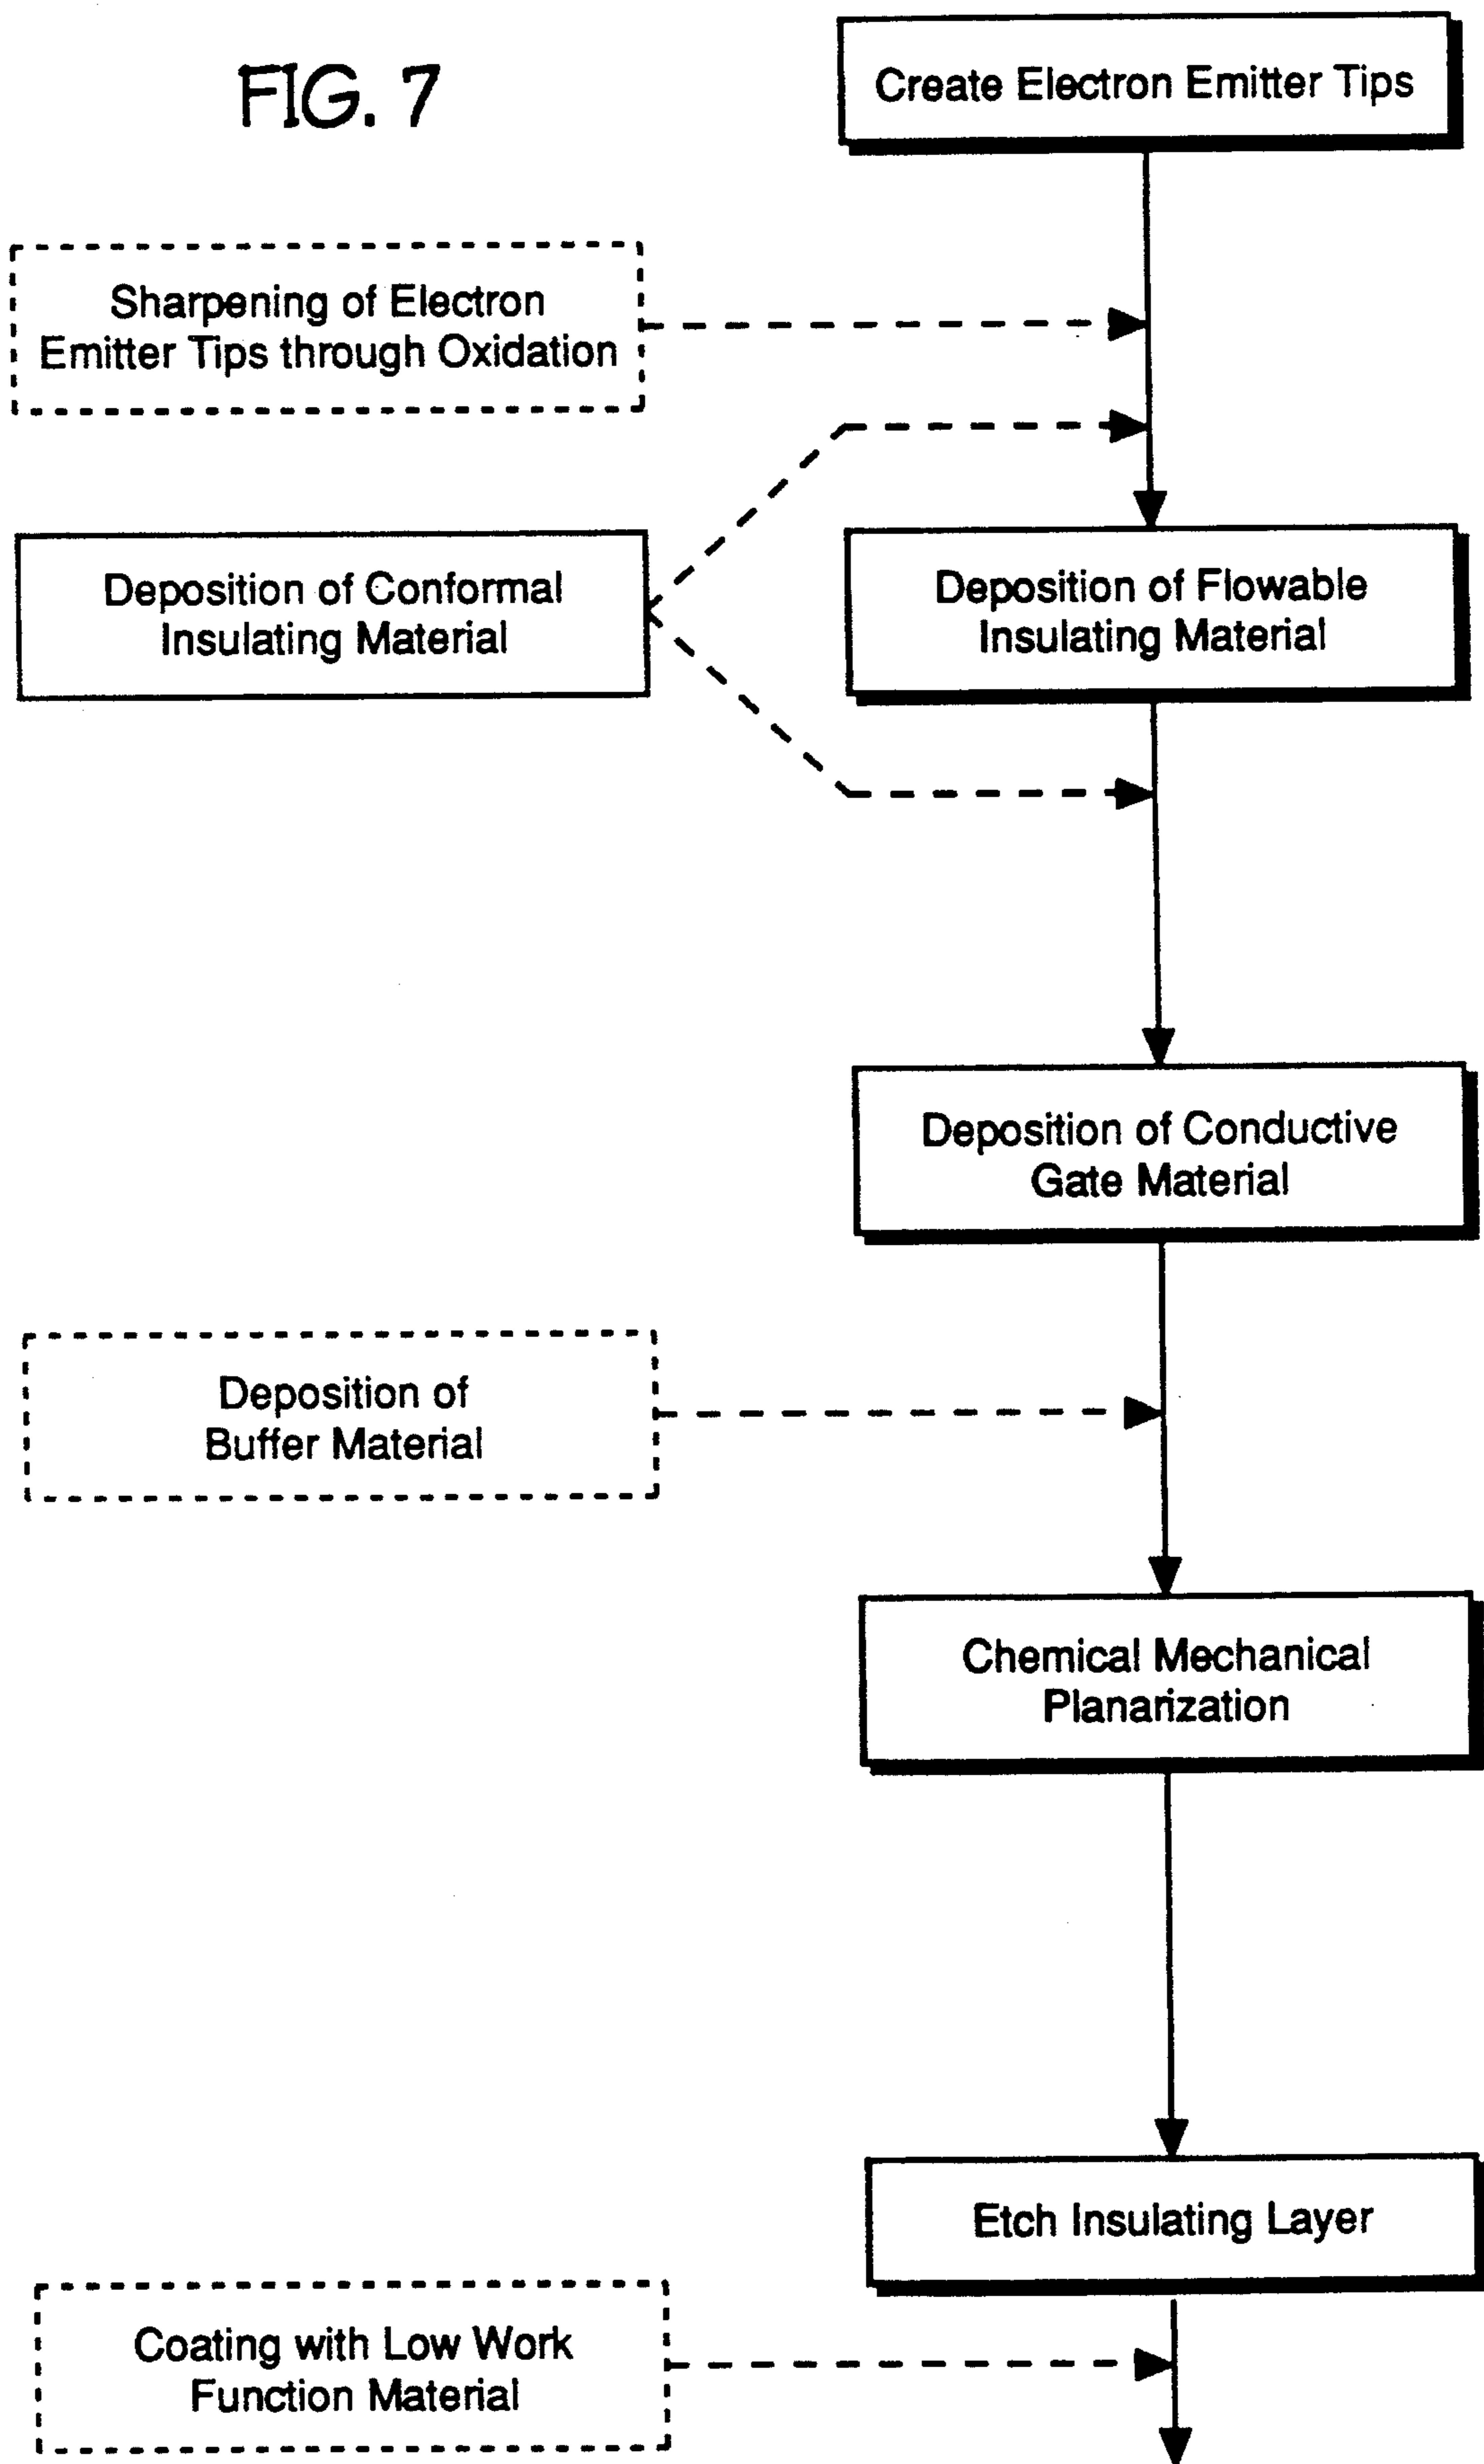 FIG. 7
Create Electron Emitter Tips
Sharpening of Electron
Emitter Tips through Oxidation
Deposition of Conformal
Insulating Material
Deposition of Flowable
Insulating Material
Deposition of Conductive
Gate Material
Deposition of
Buffer Material
Chemical Mechanical
Planarization
Etch Insulating Layer
Coating with Low Work
Function Material